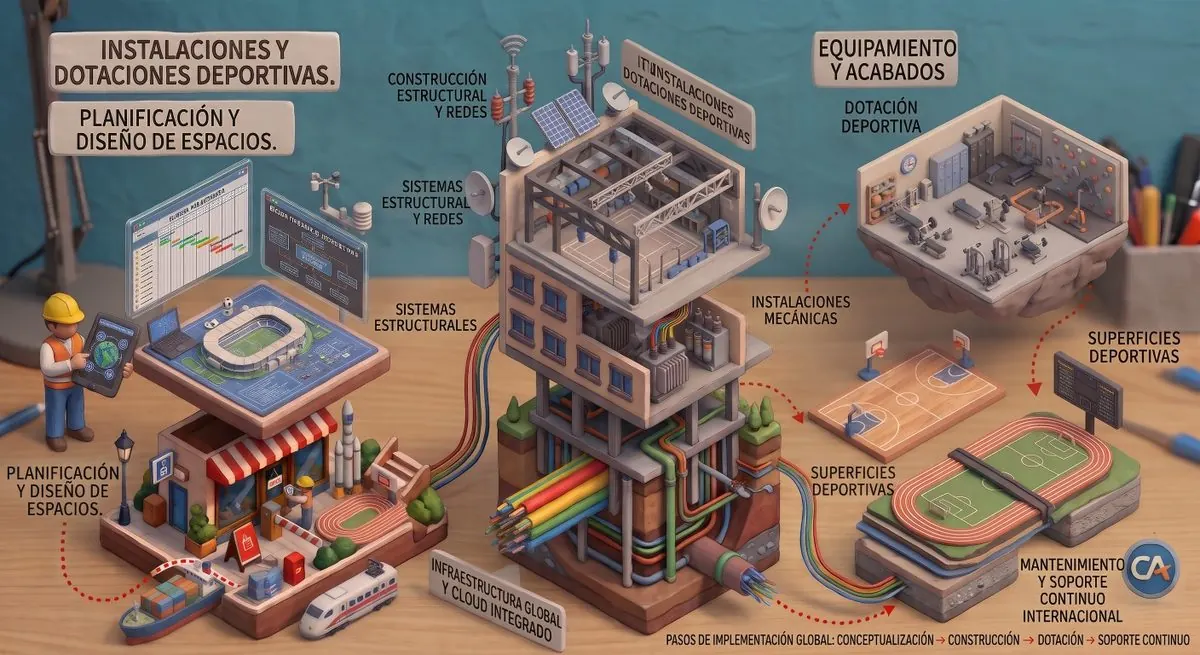 INSTALACIONES Y
DOTACIONES DEPORTIVAS.
PLANIFICACIÓN Y
DISEÑO DE ESPACIOS.
CONSTRUCCIÓN
ESTRUCTURAL
Y REDES
SISTEMAS
ESTRUCTURAL
Y REDES
SISTEMAS
ESTRUCTURALES
INSTALACIONES
DOTACIONES DEPORTIVAS
EQUIPAMIENTO
Y ACABADOS
DOTACIÓN
DEPORTIVA
INSTALACIONES
MECÁNICAS
SUPERFICIES
DEPORTIVAS
SUPERFICIES
DEPORTIVAS
PLANIFICACIÓN
Y DISEÑO DE
ESPACIOS.
INFRAESTRUCTURA GLOBAL
Y CLOUD INTEGRADO
MANTENIMIENTO
Y SOPORTE
CONTINUO
INTERNACIONAL
CA
PASOS DE IMPLEMENTACIÓN GLOBAL: CONCEPTUALIZACIÓN → CONSTRUCCIÓN → DOTACIÓN → SOPORTE CONTINUO